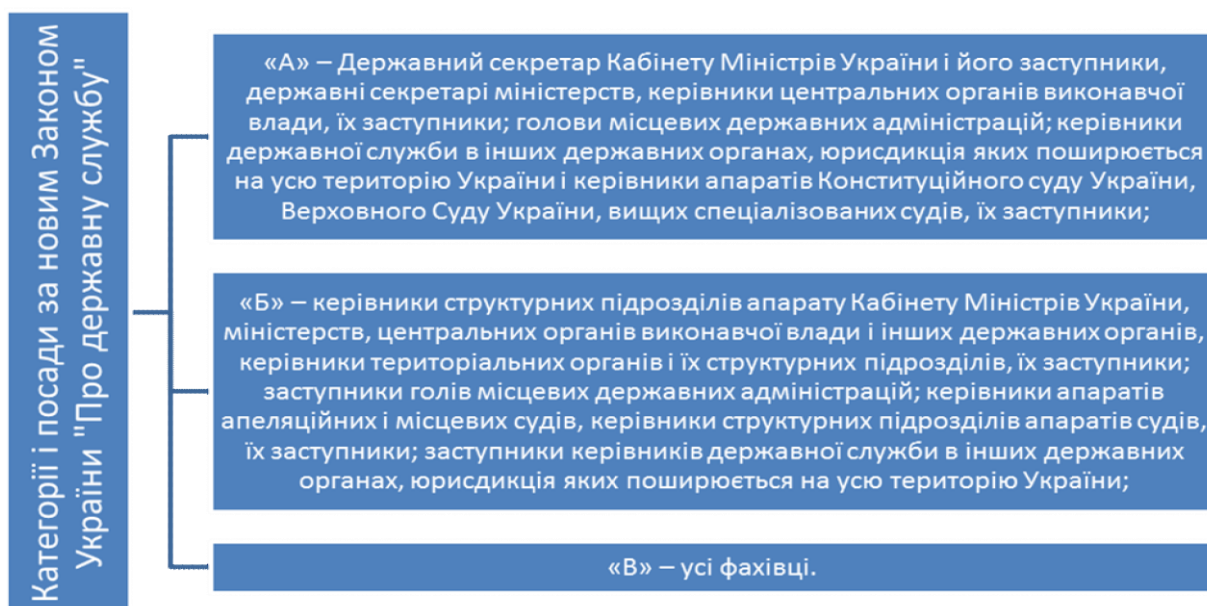 Категорії і посади за новим Законом
України "Про державну службу"
«А» – Державний секретар Кабінету Міністрів України і його заступники,
державні секретарі міністерств, керівники центральних органів виконавчої
влади, їх заступники; голови місцевих державних адміністрацій; керівники
державної служби в інших державних органах, юрисдикція яких поширюється
на усю територію України і керівники апаратів Конституційного суду України,
Верховного Суду України, вищих спеціалізованих судів, їх заступники;
«Б» – керівники структурних підрозділів апарату Кабінету Міністрів України,
міністерств, центральних органів виконавчої влади і інших державних органів,
керівники територіальних органів і їх структурних підрозділів, їх заступники;
заступники голів місцевих державних адміністрацій; керівники апаратів
апеляційних і місцевих судів, керівники структурних підрозділів апаратів судів,
їх заступники; заступники керівників державної служби в інших державних
органах, юрисдикція яких поширюється на усю територію України;
«В» – усі фахівці.